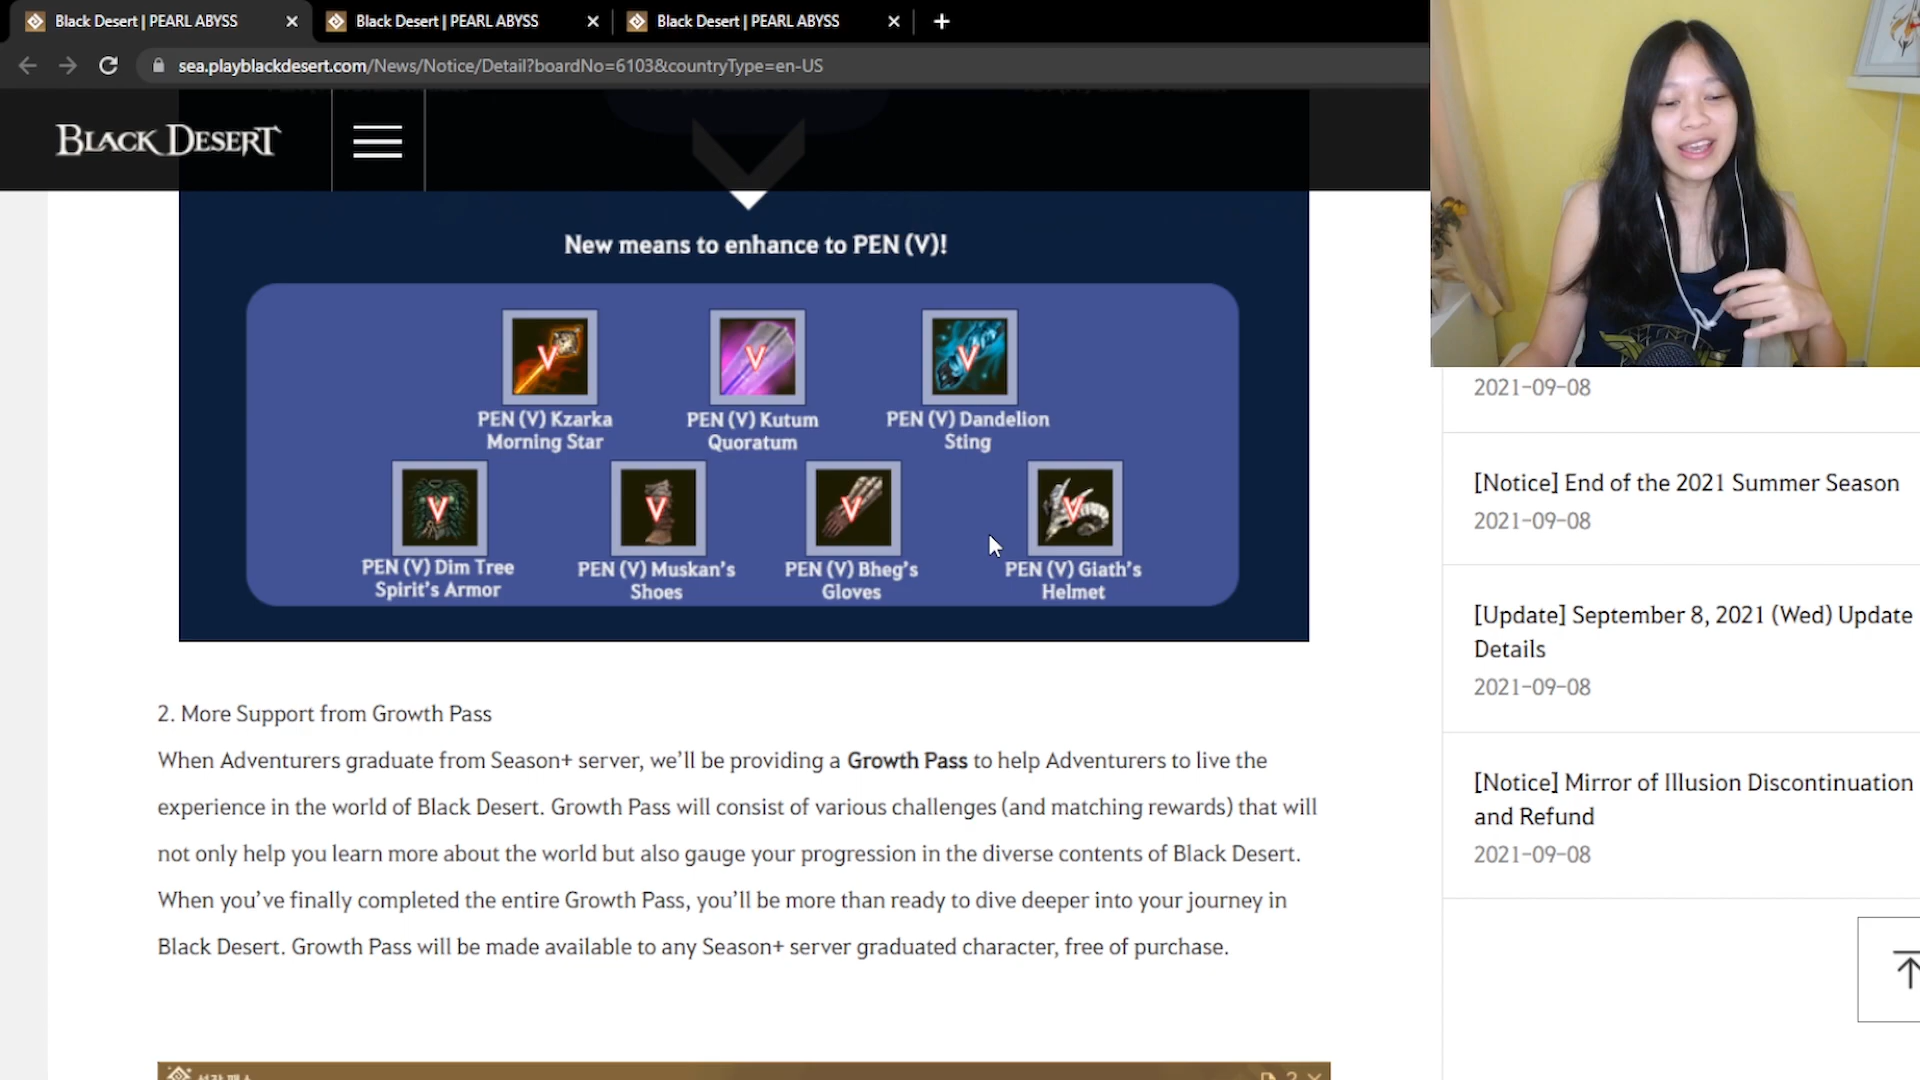 Black Desert | PEARL ABYSS
Black Desert | PEARL ABYSS
Black Desert | PEARL ABYSS
sea.playblackdesert.com/News/Notice/Detail?boardNo=6103&countryType=en-US
BLACK DESERT
New means to enhance to PEN (V)!
V
V
V
PEN (V) Kzarka
Morning Star
PEN (V) Kutum
Quoratum
PEN (V) Dandelion
Sting
V
V
V
V
PEN (V) Dim Tree
Spirit's Armor
PEN (V) Muskan's
Shoes
PEN (V) Bheg's
Gloves
PEN (V) Giath's
Helmet
2. More Support from Growth Pass
When Adventurers graduate from Season+ server, we'll be providing a Growth Pass to help Adventurers to live the
experience in the world of Black Desert. Growth Pass will consist of various challenges (and matching rewards) that will
not only help you learn more about the world but also gauge your progression in the diverse contents of Black Desert.
When you've finally completed the entire Growth Pass, you'll be more than ready to dive deeper into your journey in
Black Desert. Growth Pass will be made available to any Season+ server graduated character, free of purchase.
2021-09-08
[Notice] End of the 2021 Summer Season
2021-09-08
[Update] September 8, 2021 (Wed) Update
Details
2021-09-08
[Notice] Mirror of Illusion Discontinuation
and Refund
2021-09-08